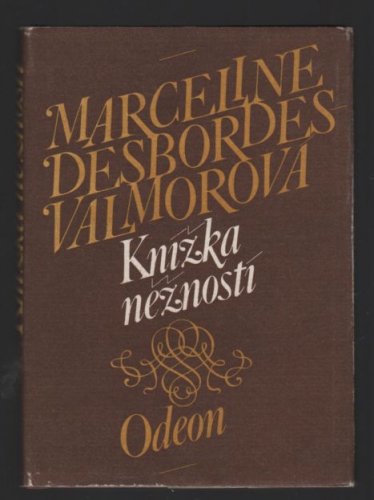 MARCELINE
DESBORDES-
VALMOROVÁ
Knížka
něžností
Odeon